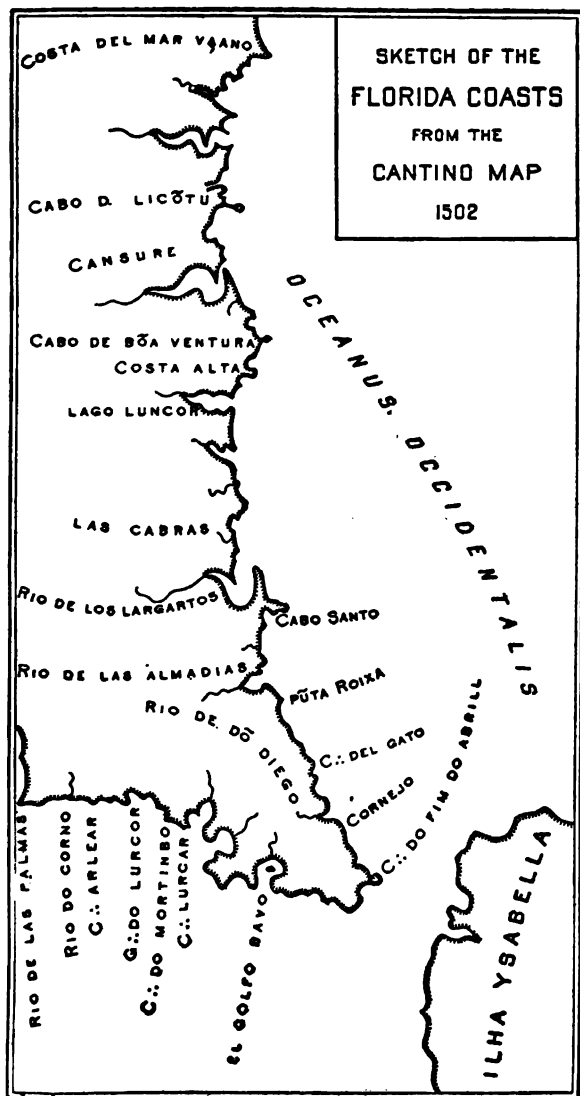 SKETCH OF THE
FLORIDA COASTS
FROM THE
CANTINO MAP
1502
COSTA DEL MAR VAANO
CABO D. LICÕTU
CANSURE
CABO DE BÕA VENTURA
COSTA ALTA
LAGO LUNCOR
LAS CABRAS
RIO DE LOS LARGARTOS
CABO SANTO
RIO DE LAS ALMADIAS
PŨTA ROIXA
RIO DE DÕ DIEGO
C:. DEL GATO
CORNEJO
C:. DO FIM DO ABRILL
OCEANUS. OCCIDENTALIS
RIO DE LAS PALMAS
RIO DO CORNO
C:. ARLEAR
G:. DO LURCOR
C:. DO MORTINBO
C:. LURCAR
EL GOLFO BAVO
ILHA YSABELLA